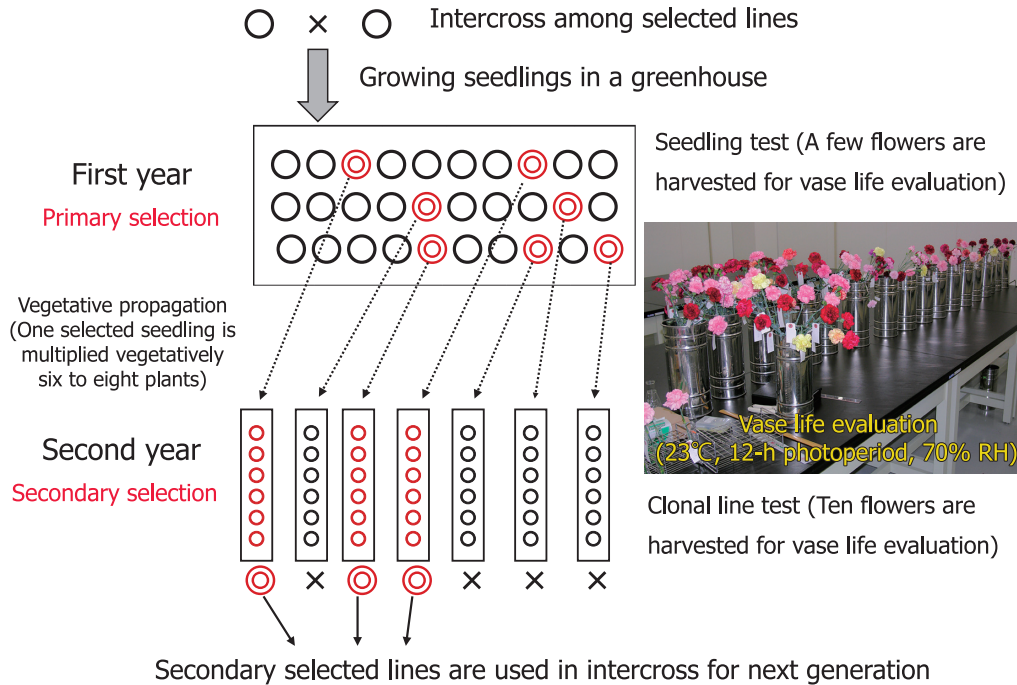 Intercross among selected lines
Growing seedlings in a greenhouse
First year
Primary selection
Seedling test (A few flowers are
harvested for vase life evaluation)
Vegetative propagation
(One selected seedling is
multiplied vegetatively
six to eight plants)
Vase life evaluation
(23℃, 12-h photoperiod, 70% RH)
Second year
Secondary selection
Clonal line test (Ten flowers are
harvested for vase life evaluation)
Secondary selected lines are used in intercross for next generation